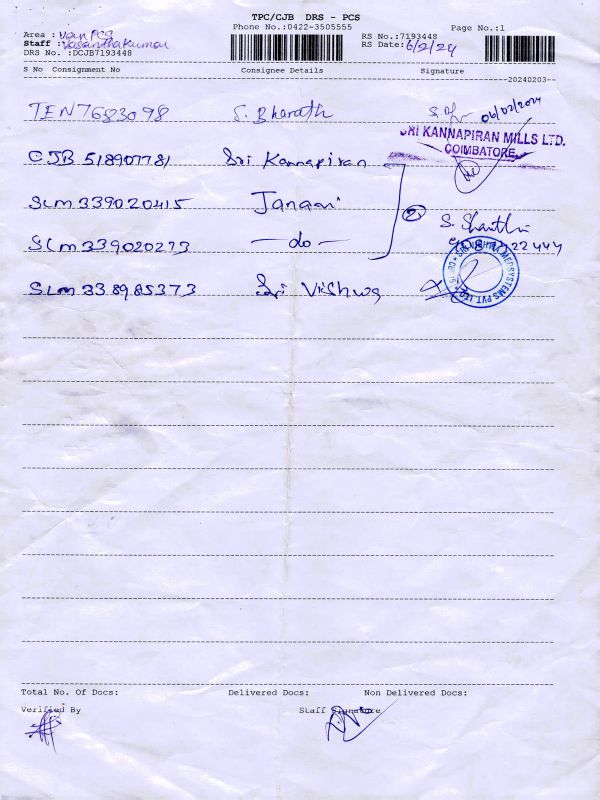 TPC/CJB DRS - PCS
Phone No.:0422-3505555 Page No.:1
Area : PCS
Staff : Vasanthakumar
DRS No. :DCJB7193448
RS No.:7193448
RS Date: 6/2/24
S No Consignment No Consignee Details Signature
20240203
TEN7683098 S. Bharath 06/02/2024
SRI KANNAPIRAN MILLS LTD.
COIMBATORE
CJB 518907781 Sri Kannapiran
SLM 339020415 Janani 2
S. Shanthi
SLM 339020273 do
SLM 338985373 Sri Vishwa
Total No. Of Docs: Delivered Docs: Non Delivered Docs:
Verified By Staff Signature